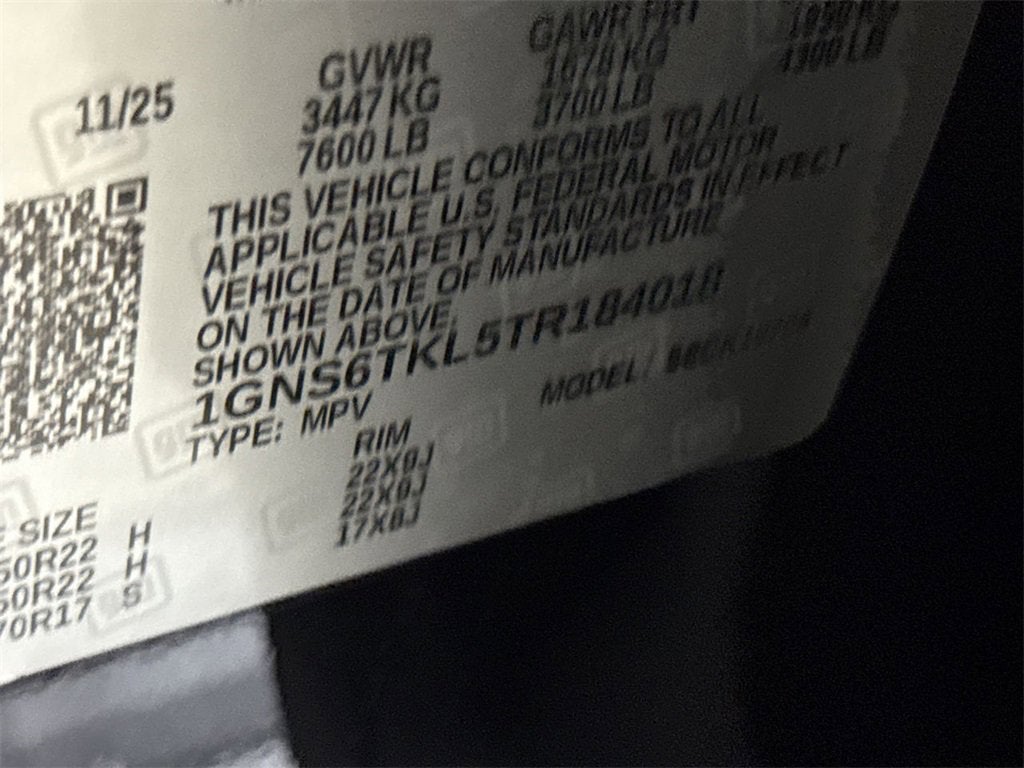 11/25 GVWR GAWR FRT
3447 KG 1678 KG
7600 LB 3700 LB 4300 LB
THIS VEHICLE CONFORMS TO ALL
APPLICABLE U.S. FEDERAL MOTOR
VEHICLE SAFETY STANDARDS IN EFFECT
ON THE DATE OF MANUFACTURE
SHOWN ABOVE.
1GNS6TKL5TR184018
TYPE: MPV MODEL:
SIZE RIM
50R22 H 22X9J
50R22 H 22X9J
70R17 S 17X8J